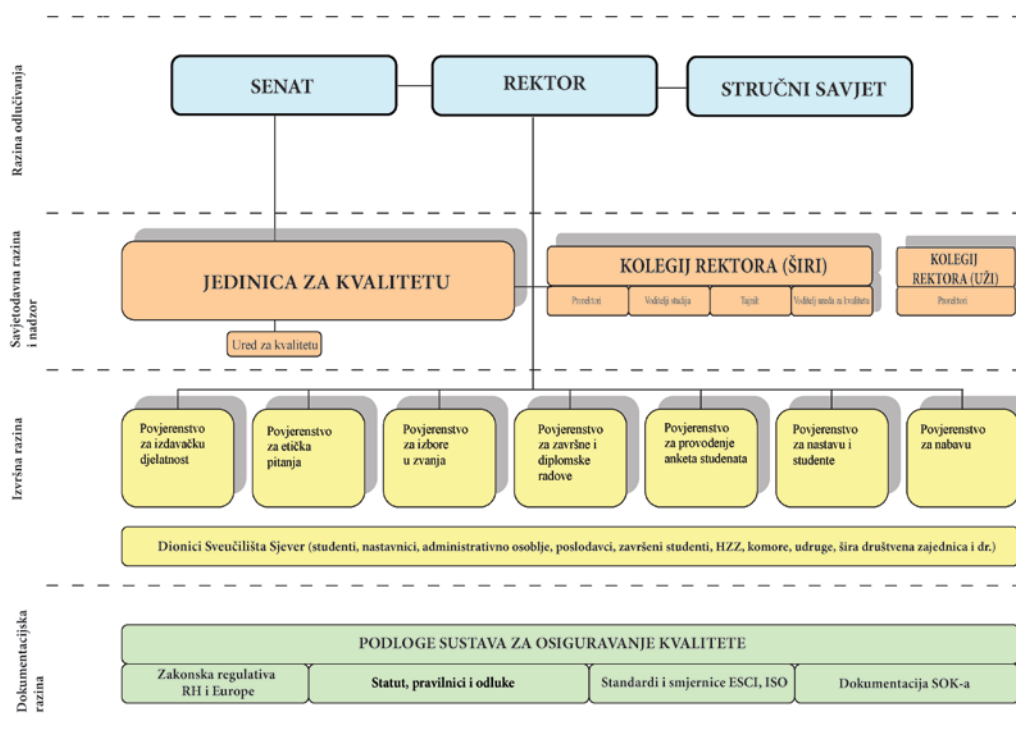 Razina odlučivanja
SENAT
REKTOR
STRUČNI SAVJET
Savjetodavna razina
i nadzor
JEDINICA ZA KVALITETU
Ured za kvalitetu
KOLEGIJ REKTORA (ŠIRI)
Prorektori
Voditelji studija
Tajnik
Voditelj ureda za kvalitetu
KOLEGIJ
REKTORA (UŽI)
Prorektori
Izvršna razina
Povjerenstvo
za izdavačku
djelatnost
Povjerenstvo
za etička
pitanja
Povjerenstvo
za izbore
u zvanja
Povjerenstvo
za završne i
diplomske
radove
Povjerenstvo
za provođenje
anketa studenata
Povjerenstvo
za nastavu i
studente
Povjerenstvo
za nabavu
Dionici Sveučilišta Sjever (studenti, nastavnici, administrativno osoblje, poslodavci, završeni studenti, HZZ, komore, udruge, šira društvena zajednica i dr.)
Dokumentacijska
razina
PODLOGE SUSTAVA ZA OSIGURAVANJE KVALITETE
Zakonska regulativa
RH i Europe
Statut, pravilnici i odluke
Standardi i smjernice ESCI, ISO
Dokumentacija SOK-a